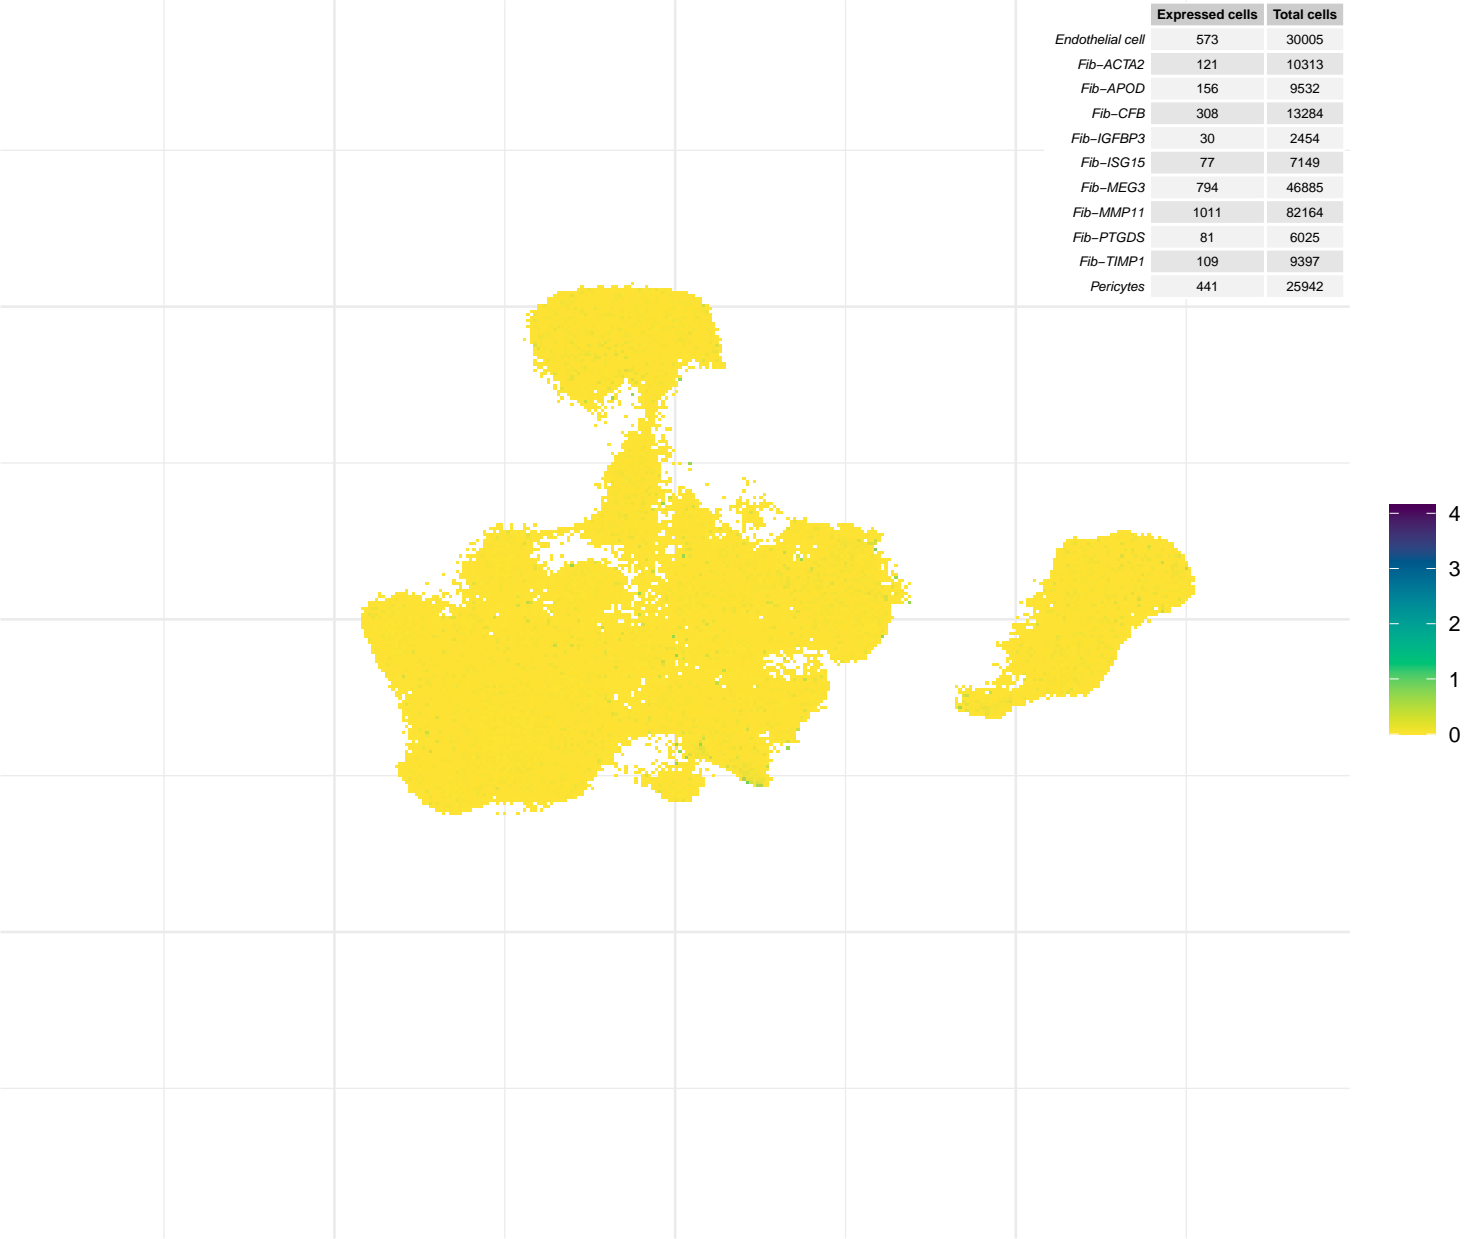 Expressed cells Total cells
Endothelial cell 573 30005
Fib−ACTA2 121 10313
Fib−APOD 156 9532
Fib−CFB 308 13284
Fib−IGFBP3 30 2454
Fib−ISG15 77 7149
Fib−MEG3 794 46885
Fib−MMP11 1011 82164
Fib−PTGDS 81 6025
Fib−TIMP1 109 9397
Pericytes 441 25942
4
3
2
1
0